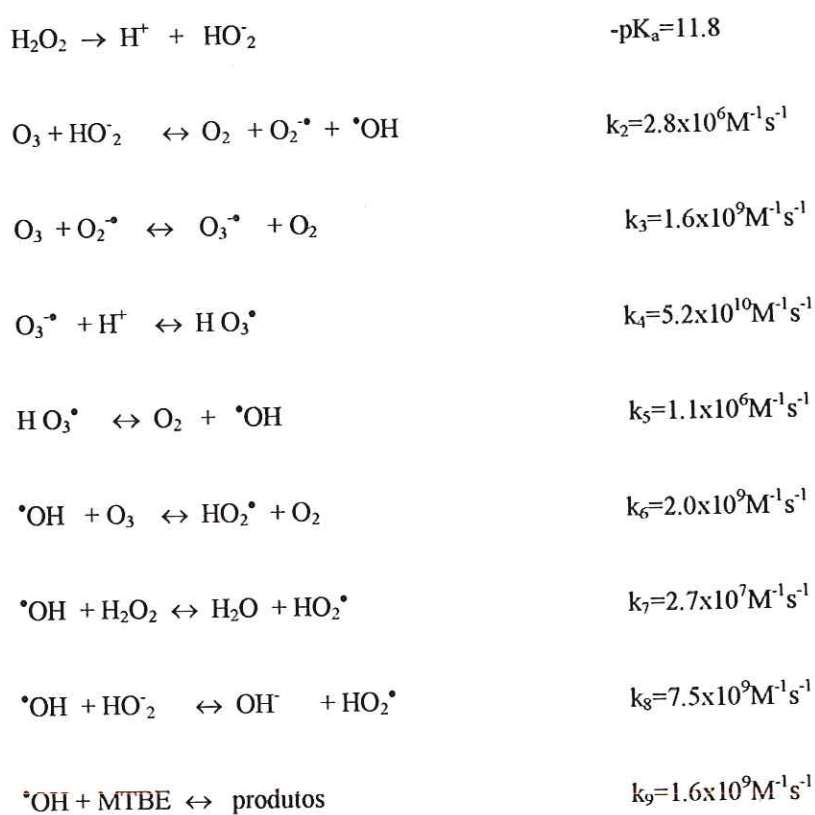 H₂O₂ → H⁺ + HO⁻₂ -pKₐ=11.8
O₃ + HO⁻₂ ↔ O₂ + O₂⁻• + •OH k₂=2.8x10⁶M⁻¹s⁻¹
O₃ + O₂⁻• ↔ O₃⁻• + O₂ k₃=1.6x10⁹M⁻¹s⁻¹
O₃⁻• + H⁺ ↔ H O₃• k₄=5.2x10¹⁰M⁻¹s⁻¹
H O₃• ↔ O₂ + •OH k₅=1.1x10⁶M⁻¹s⁻¹
•OH + O₃ ↔ HO₂• + O₂ k₆=2.0x10⁹M⁻¹s⁻¹
•OH + H₂O₂ ↔ H₂O + HO₂• k₇=2.7x10⁷M⁻¹s⁻¹
•OH + HO⁻₂ ↔ OH⁻ + HO₂• k₈=7.5x10⁹M⁻¹s⁻¹
•OH + MTBE ↔ produtos k₉=1.6x10⁹M⁻¹s⁻¹